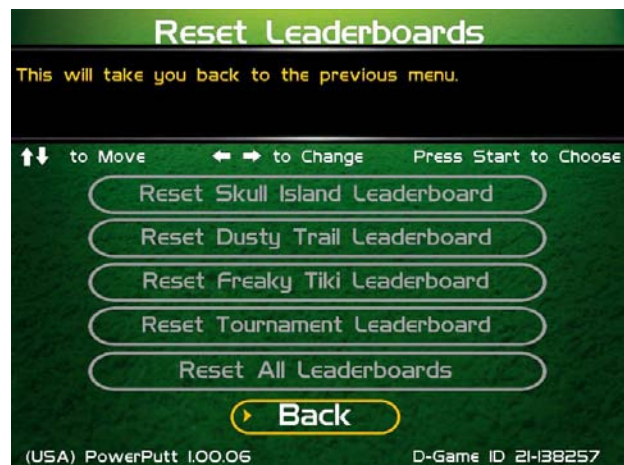 Reset Leaderboards
This will take you back to the previous menu.
to Move to Change Press Start to Choose
Reset Skull Island Leaderboard
Reset Dusty Trail Leaderboard
Reset Freaky Tiki Leaderboard
Reset Tournament Leaderboard
Reset All Leaderboards
Back
(USA) PowerPutt 1.00.06 D-Game ID 21-138257